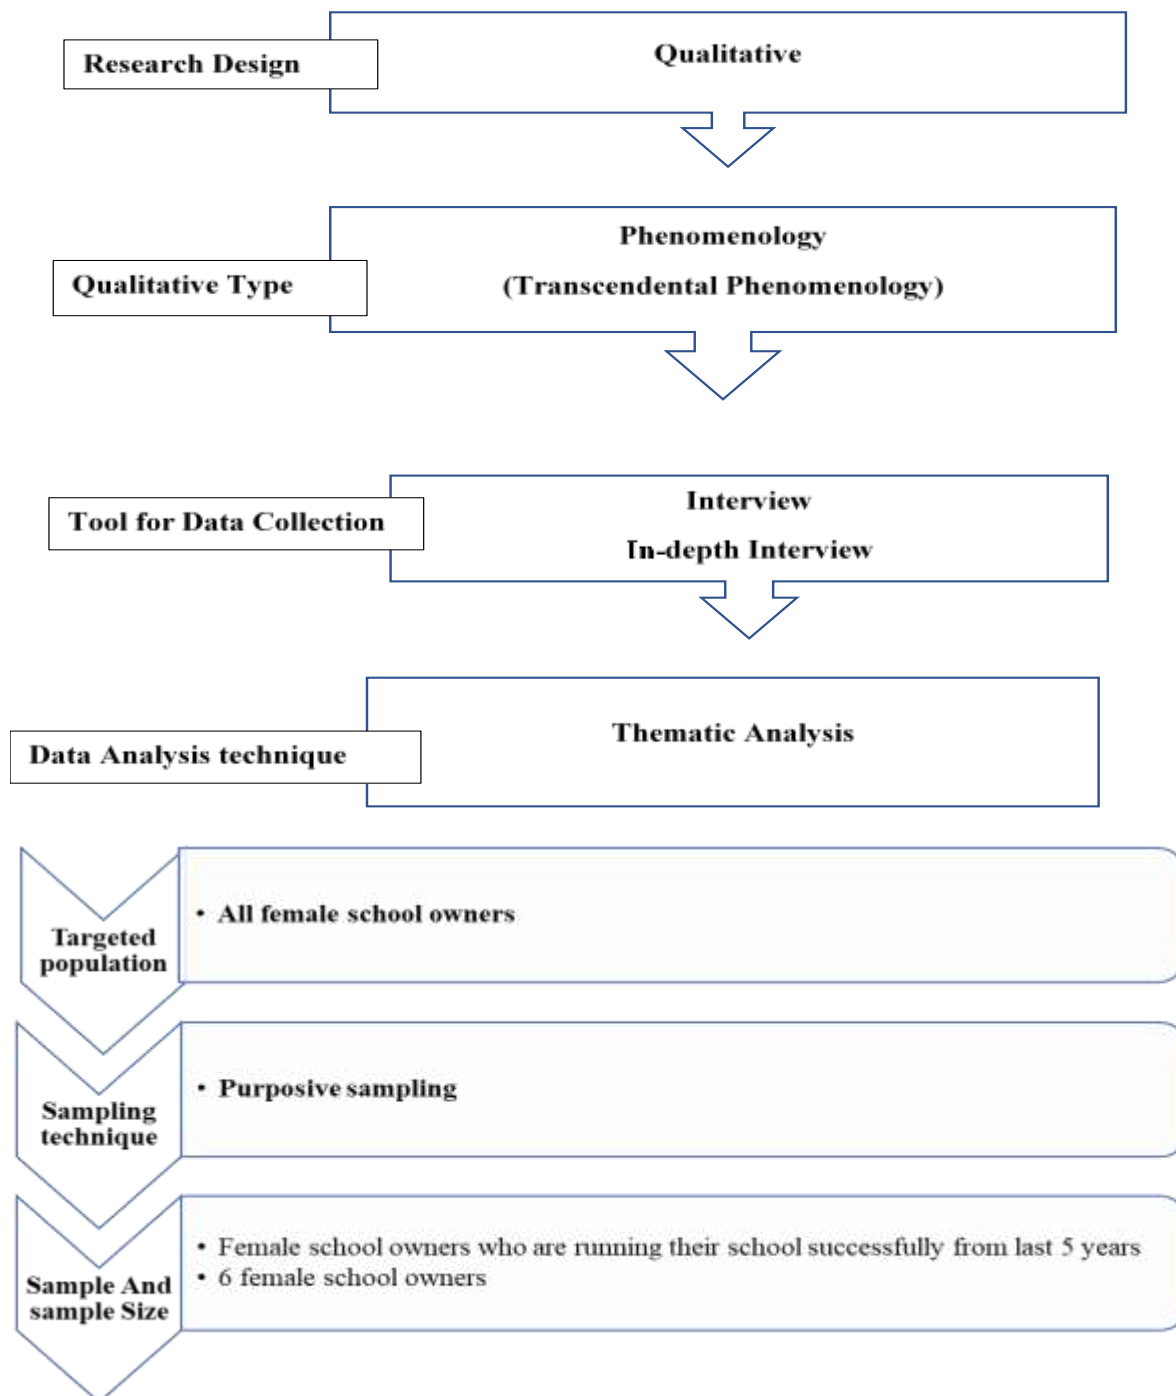 Research Design
Qualitative
Qualitative Type
Phenomenology
(Transcendental Phenomenology)
Tool for Data Collection
Interview
In-depth Interview
Data Analysis technique
Thematic Analysis
Targeted
population
• All female school owners
Sampling
technique
• Purposive sampling
Sample And
sample Size
• Female school owners who are running their school successfully from last 5 years
• 6 female school owners